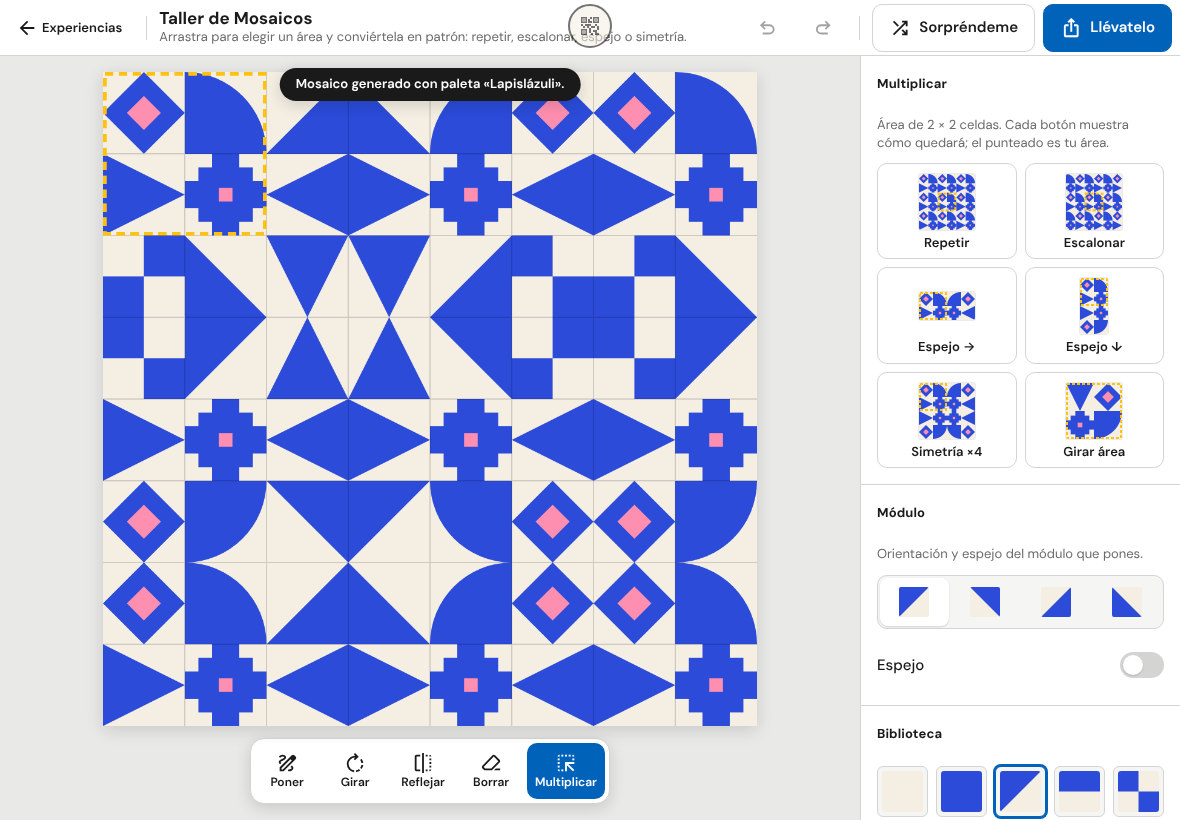 Experiencias
Taller de Mosaicos
Arrastra para elegir un área y conviértela en patrón: repetir, escalonar, espejo o simetría.
Sorpréndeme
Llévatelo
Mosaico generado con paleta «Lapislázuli».
Multiplicar
Área de 2 × 2 celdas. Cada botón muestra
cómo quedará; el punteado es tu área.
Repetir
Escalonar
Espejo →
Espejo ↓
Simetría ×4
Girar área
Módulo
Orientación y espejo del módulo que pones.
Espejo
Biblioteca
Poner
Girar
Reflejar
Borrar
Multiplicar